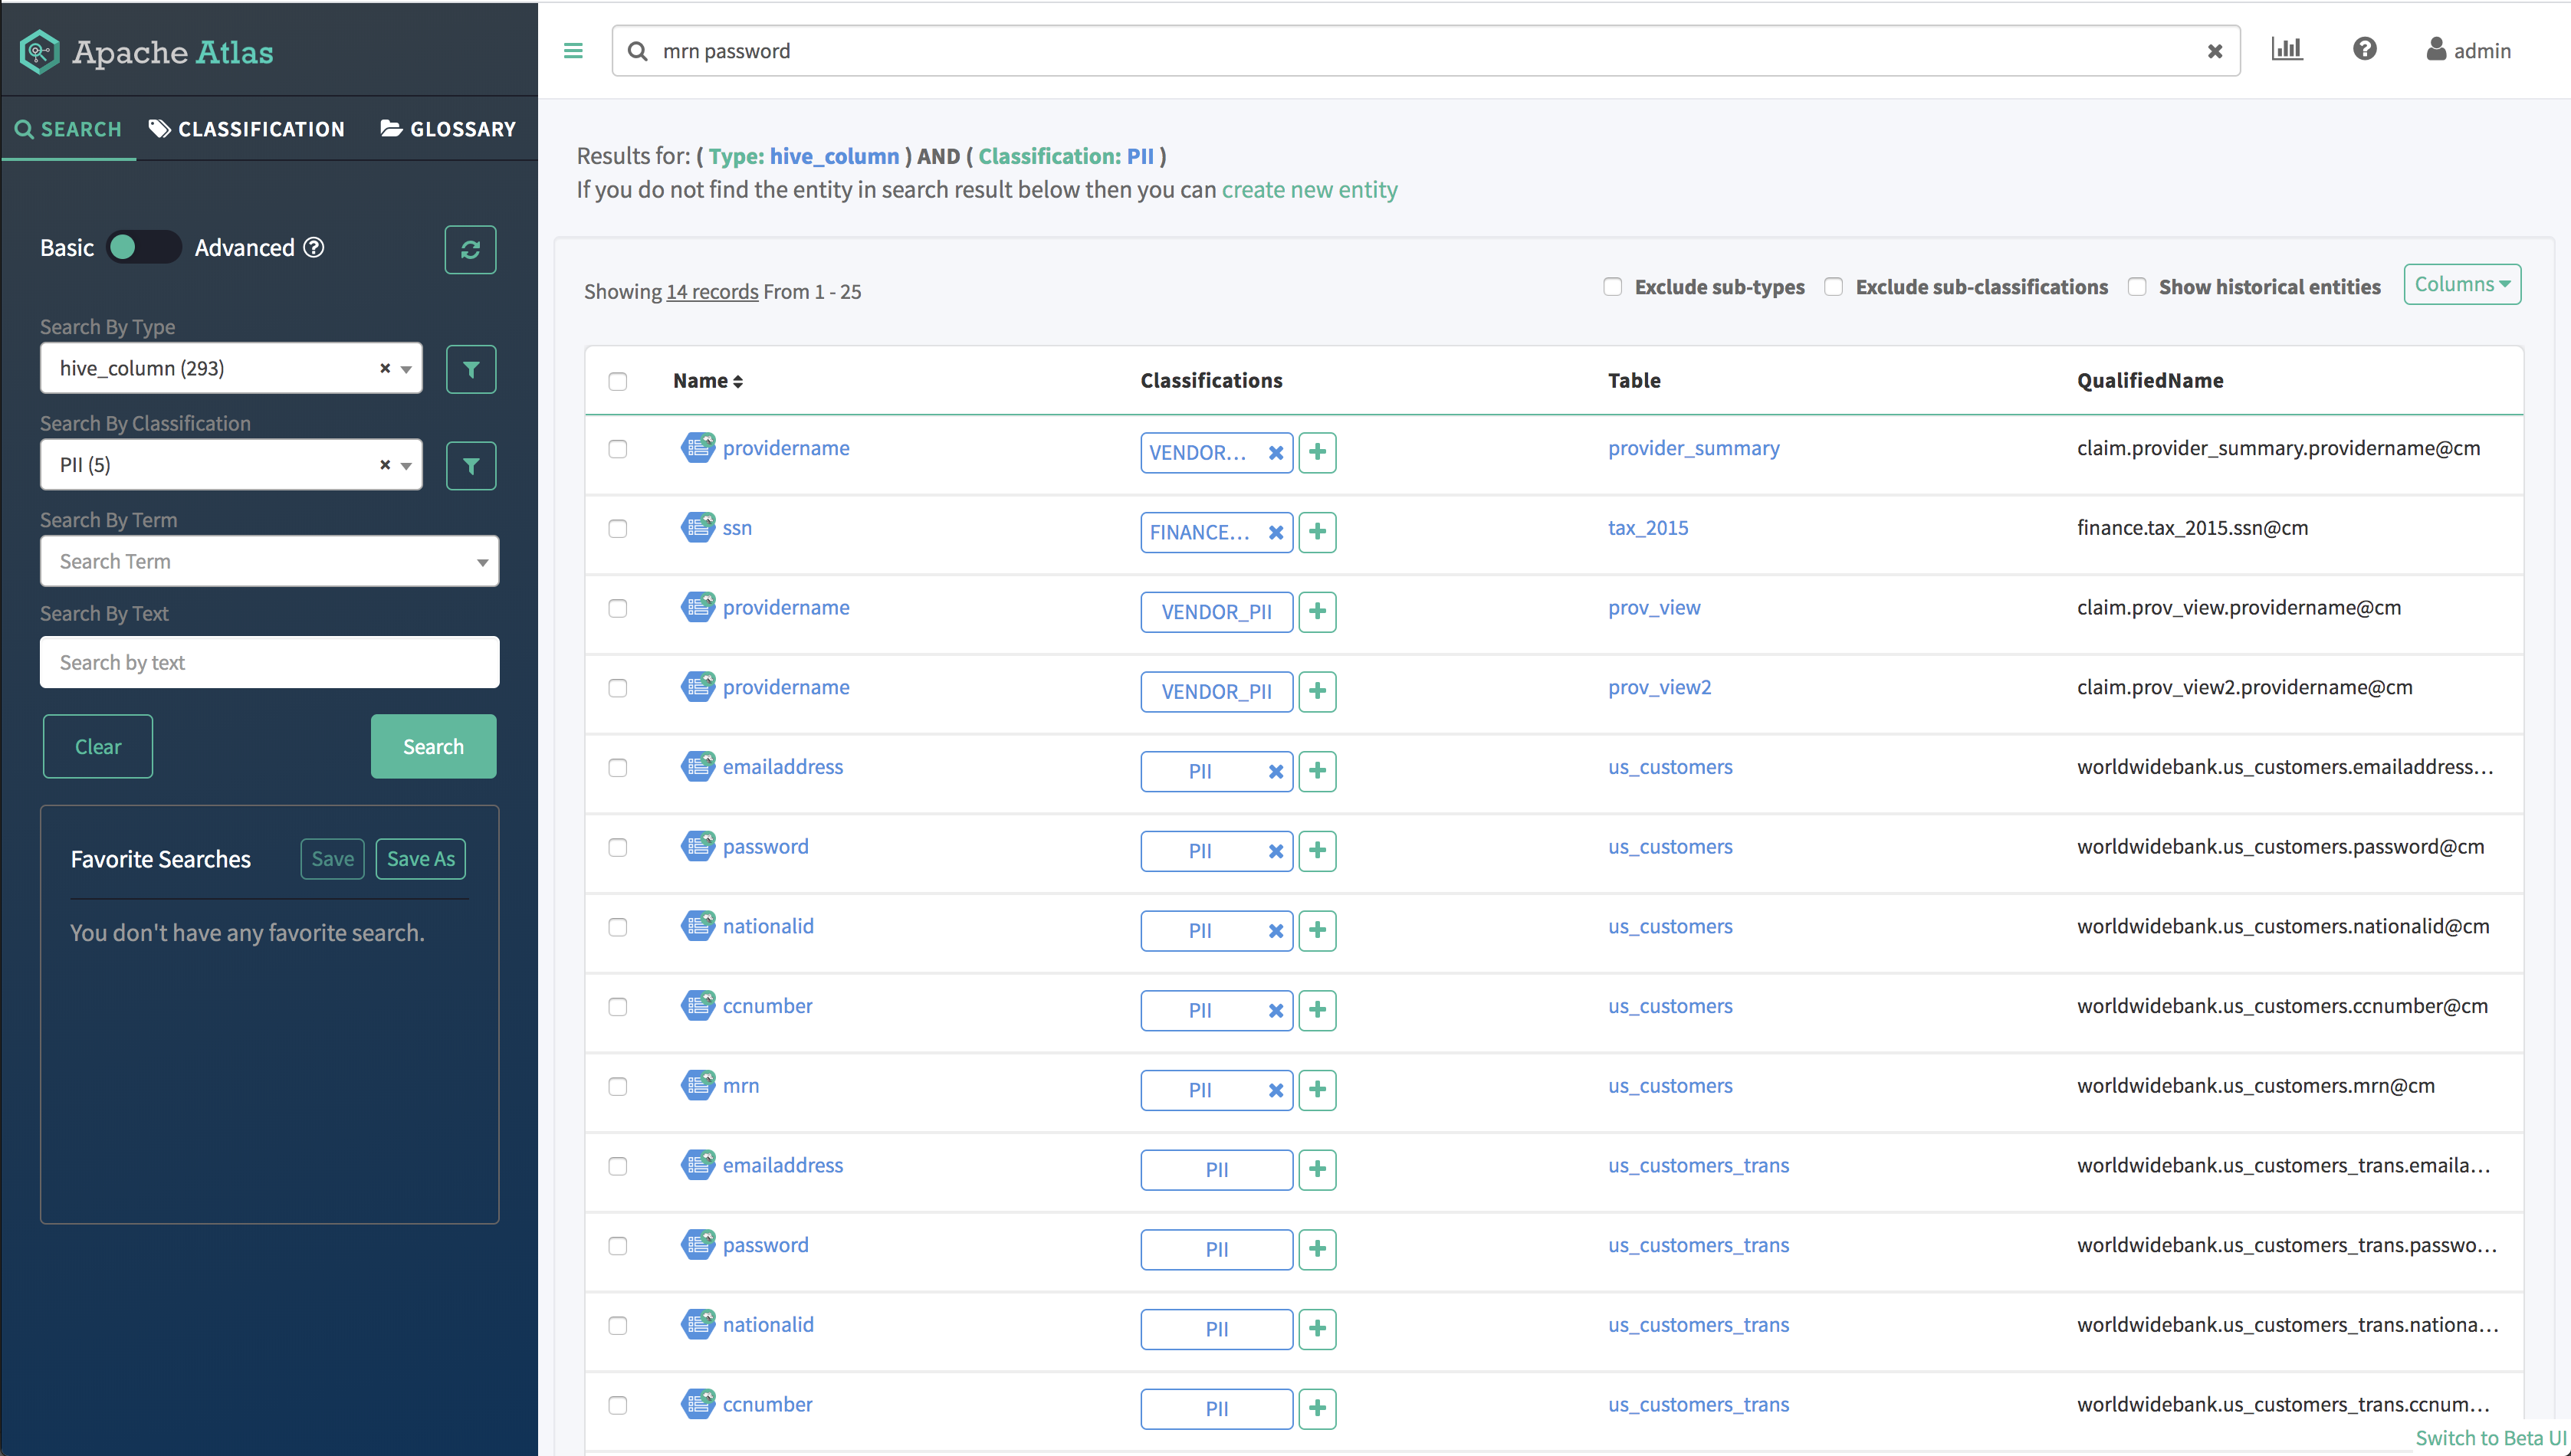 Apache Atlas
mrn password
admin
SEARCH CLASSIFICATION GLOSSARY
Results for: ( Type: hive_column ) AND ( Classification: PII )
If you do not find the entity in search result below then you can create new entity
Basic Advanced
Showing 14 records From 1 - 25
Exclude sub-types Exclude sub-classifications Show historical entities Columns
Search By Type
hive_column (293)
Search By Classification
PII (5)
Search By Term
Search Term
Search By Text
Search by text
Clear Search
Favorite Searches Save Save As
You don't have any favorite search.
Name Classifications Table QualifiedName
providername VENDOR... provider_summary claim.provider_summary.providername@cm
ssn FINANCE... tax_2015 finance.tax_2015.ssn@cm
providername VENDOR_PII prov_view claim.prov_view.providername@cm
providername VENDOR_PII prov_view2 claim.prov_view2.providername@cm
emailaddress PII us_customers worldwidebank.us_customers.emailaddress...
password PII us_customers worldwidebank.us_customers.password@cm
nationalid PII us_customers worldwidebank.us_customers.nationalid@cm
ccnumber PII us_customers worldwidebank.us_customers.ccnumber@cm
mrn PII us_customers worldwidebank.us_customers.mrn@cm
emailaddress PII us_customers_trans worldwidebank.us_customers_trans.emaila...
password PII us_customers_trans worldwidebank.us_customers_trans.passwo...
nationalid PII us_customers_trans worldwidebank.us_customers_trans.nationa...
ccnumber PII us_customers_trans worldwidebank.us_customers_trans.ccnum...
Switch to Beta UI